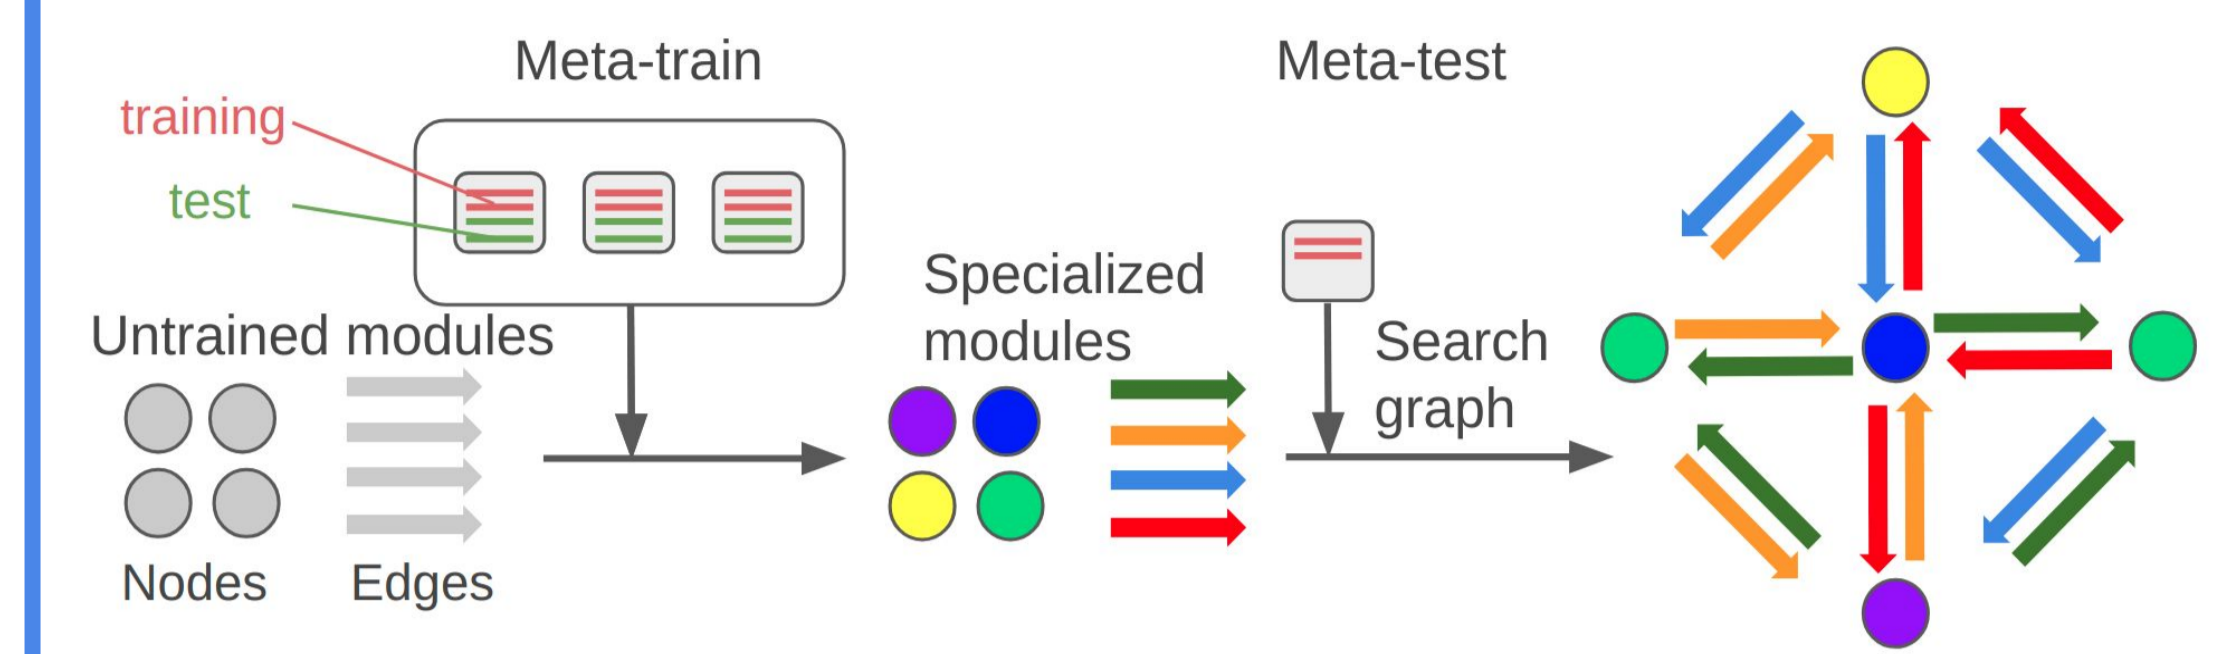 Meta-train
training
test
Untrained modules
Nodes
Edges
Specialized
modules
Meta-test
Search
graph